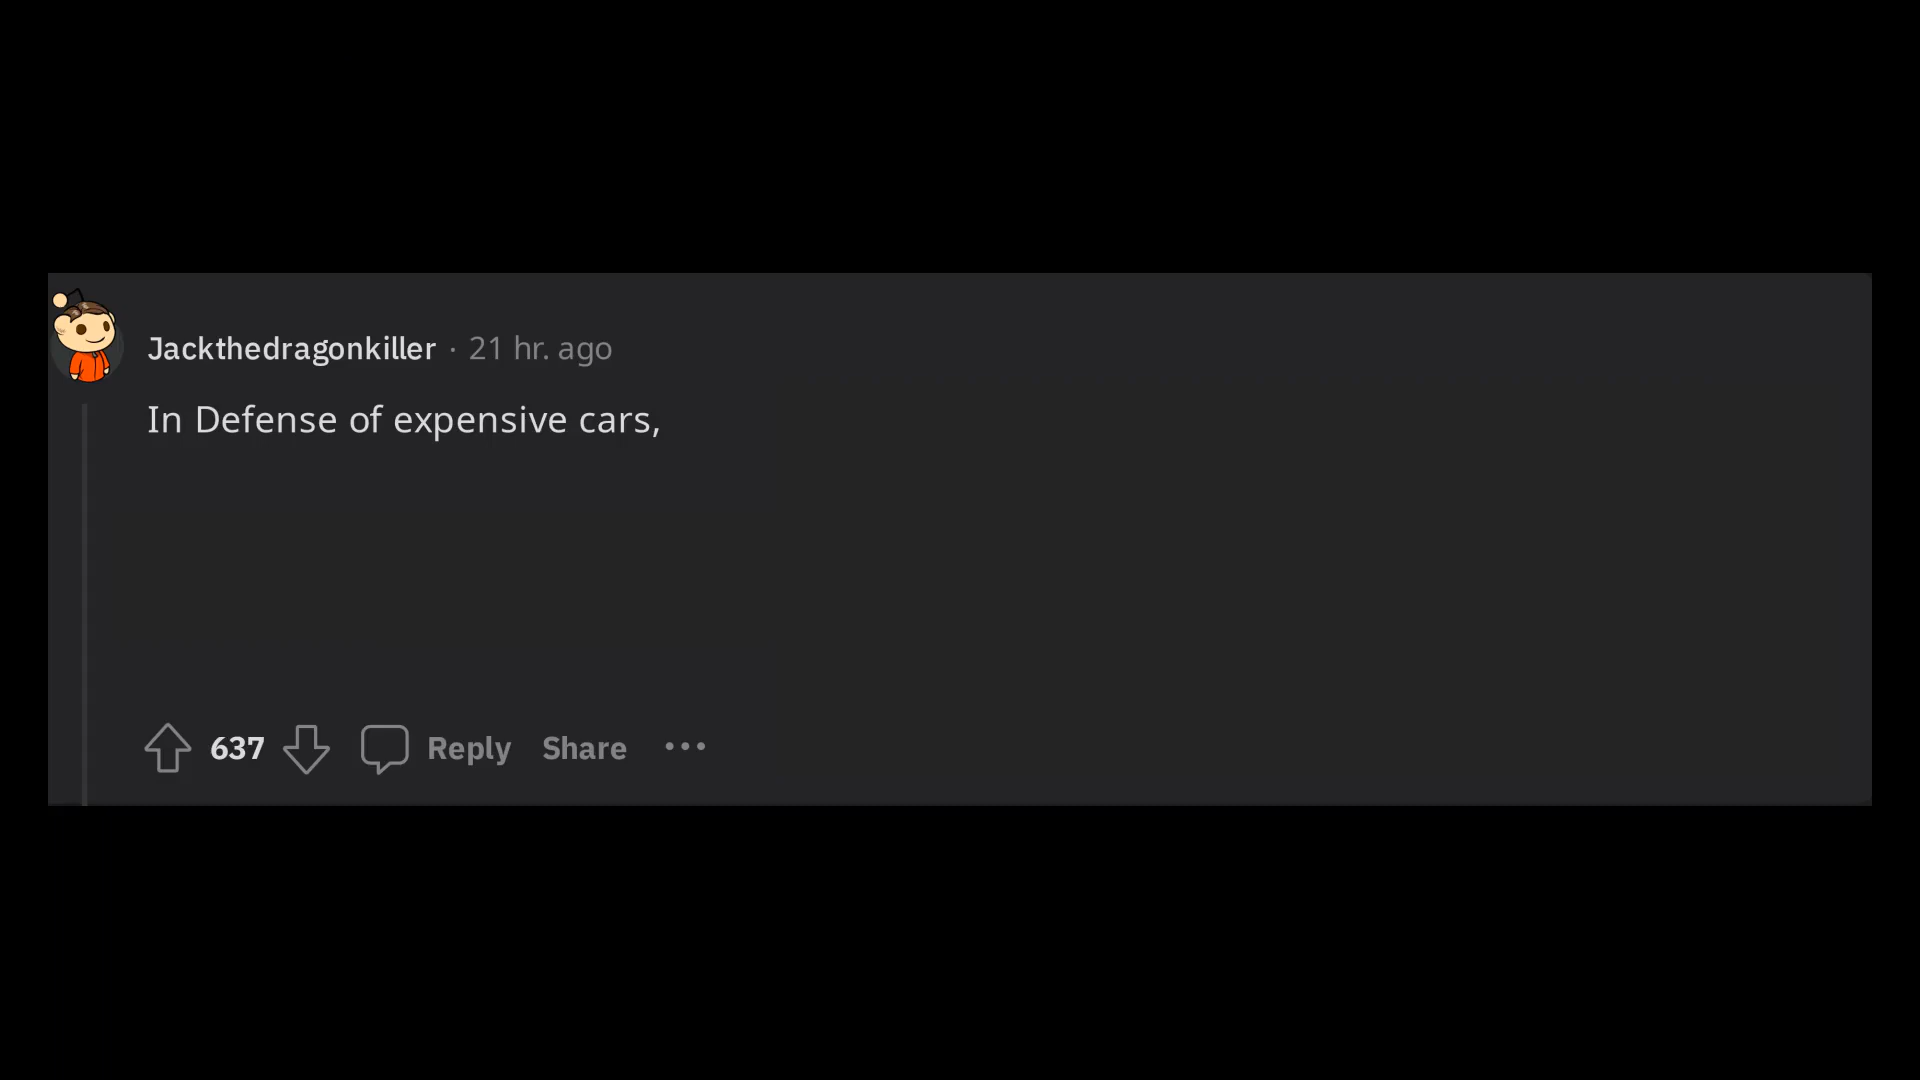 Jackthedragonkiller · 21 hr. ago
In Defense of expensive cars,
637 Reply Share ···